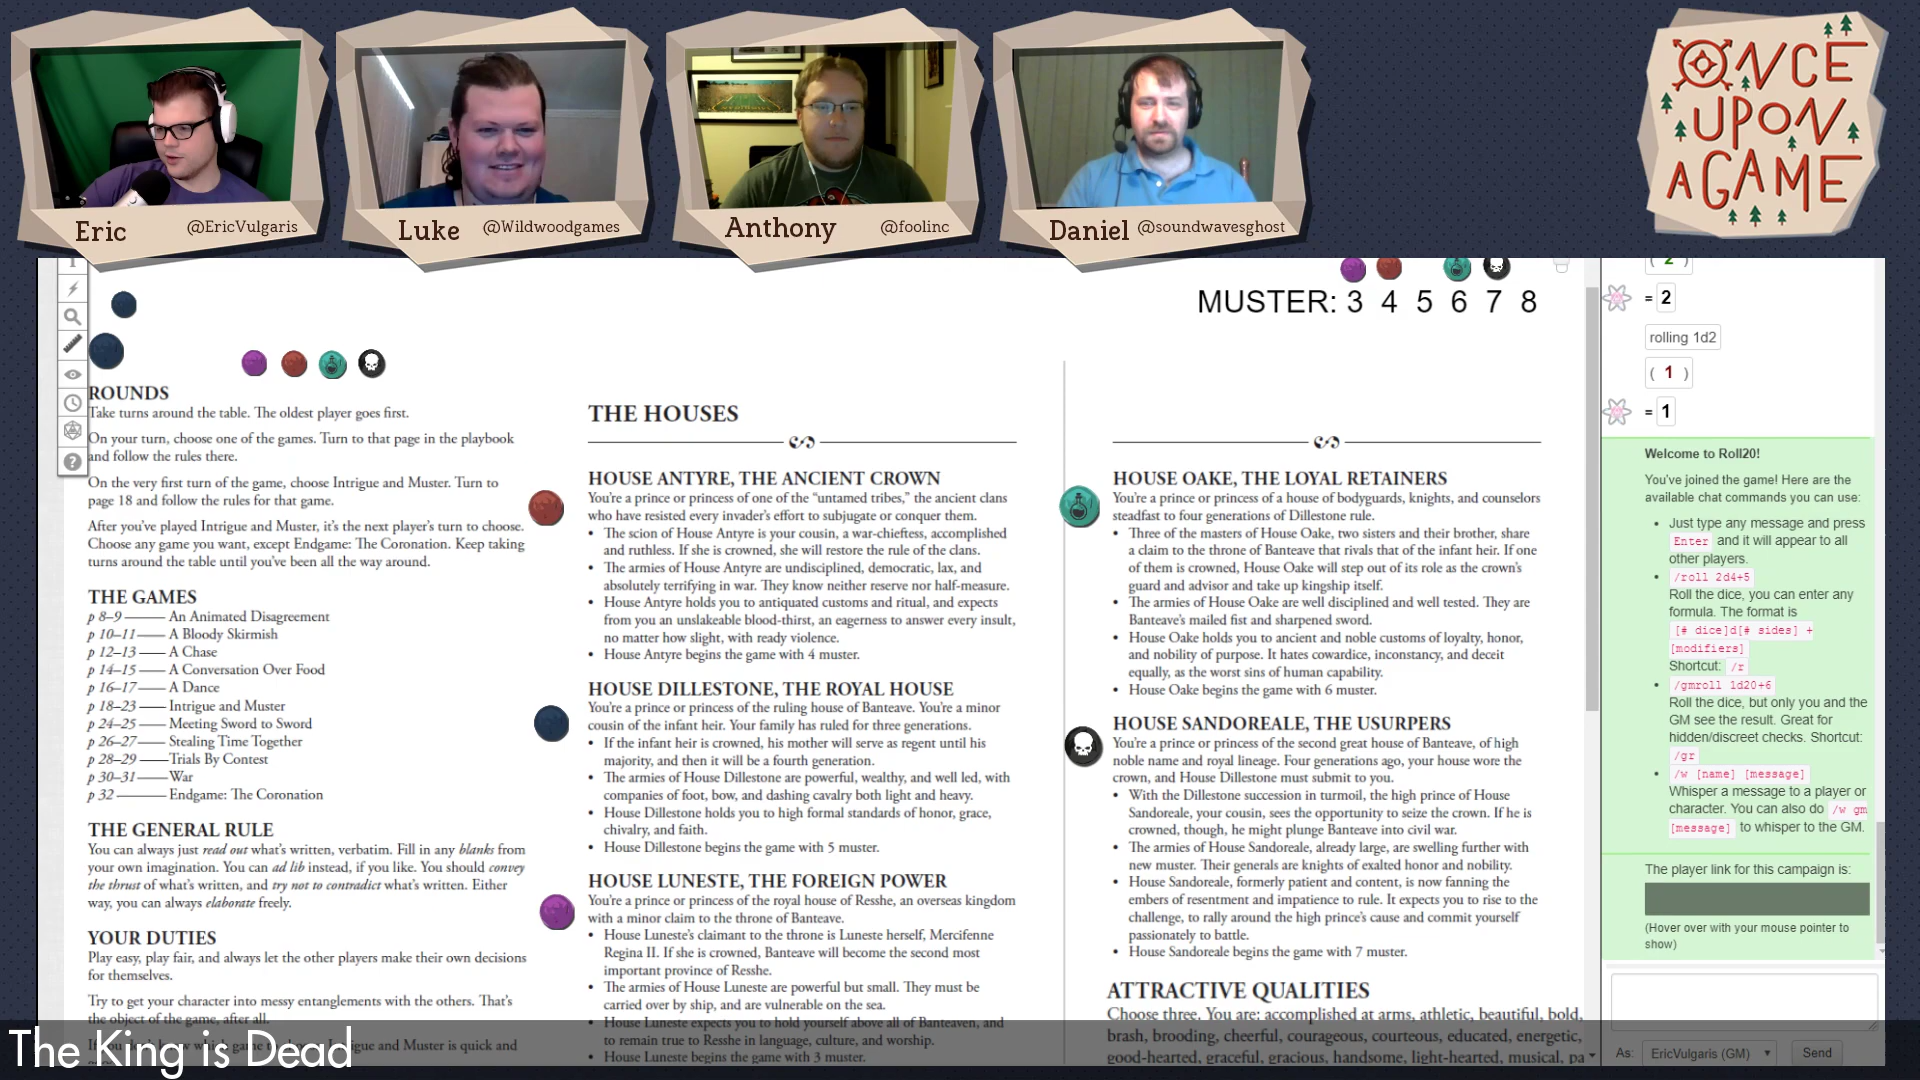 Eric @EricVulgaris
Luke @Wildwoodgames
Anthony @foolinc
Daniel @soundwavesghost
ONCE
UPON
A GAME
MUSTER: 3 4 5 6 7 8
ROUNDS
Take turns around the table. The oldest player goes first.
On your turn, choose one of the games. Turn to that page in the playbook
and follow the rules there.
On the very first turn of the game, choose Intrigue and Muster. Turn to
page 18 and follow the rules for that game.
After you've played Intrigue and Muster, it's the next player's turn to choose.
Choose any game you want, except Endgame: The Coronation. Keep taking
turns around the table until you've been all the way around.
THE GAMES
p 8–9 ——— An Animated Disagreement
p 10–11—— A Bloody Skirmish
p 12–13 —— A Chase
p 14–15 —— A Conversation Over Food
p 16–17—— A Dance
p 18–23 —— Intrigue and Muster
p 24–25 —— Meeting Sword to Sword
p 26–27—— Stealing Time Together
p 28–29 ——Trials By Contest
p 30–31——War
p 32 ——— Endgame: The Coronation
THE GENERAL RULE
You can always just read out what's written, verbatim. Fill in any blanks from
your own imagination. You can ad lib instead, if you like. You should convey
the thrust of what's written, and try not to contradict what's written. Either
way, you can always elaborate freely.
YOUR DUTIES
Play easy, play fair, and always let the other players make their own decisions
for themselves.
Try to get your character into messy entanglements with the others. That's
the object of the game, after all.
THE HOUSES
HOUSE ANTYRE, THE ANCIENT CROWN
You're a prince or princess of one of the "untamed tribes," the ancient clans
who have resisted every invader's effort to subjugate or conquer them.
• The scion of House Antyre is your cousin, a war-chieftess, accomplished
and ruthless. If she is crowned, she will restore the rule of the clans.
• The armies of House Antyre are undisciplined, democratic, lax, and
absolutely terrifying in war. They know neither reserve nor half-measure.
• House Antyre holds you to antiquated customs and ritual, and expects
from you an unslakeable blood-thirst, an eagerness to answer every insult,
no matter how slight, with ready violence.
• House Antyre begins the game with 4 muster.
HOUSE DILLESTONE, THE ROYAL HOUSE
You're a prince or princess of the ruling house of Banteave. You're a minor
cousin of the infant heir. Your family has ruled for three generations.
• If the infant heir is crowned, his mother will serve as regent until his
majority, and then it will be a fourth generation.
• The armies of House Dillestone are powerful, wealthy, and well led, with
companies of foot, bow, and dashing cavalry both light and heavy.
• House Dillestone holds you to high formal standards of honor, grace,
chivalry, and faith.
• House Dillestone begins the game with 5 muster.
HOUSE LUNESTE, THE FOREIGN POWER
You're a prince or princess of the royal house of Resshe, an overseas kingdom
with a minor claim to the throne of Banteave.
• House Luneste's claimant to the throne is Luneste herself, Mercifenne
Regina II. If she is crowned, Banteave will become the second most
important province of Resshe.
• The armies of House Luneste are powerful but small. They must be
carried over by ship, and are vulnerable on the sea.
• House Luneste expects you to hold yourself above all of Banteaven, and
to remain true to Resshe in language, culture, and worship.
• House Luneste begins the game with 3 muster.
HOUSE OAKE, THE LOYAL RETAINERS
You're a prince or princess of a house of bodyguards, knights, and counselors
steadfast to four generations of Dillestone rule.
• Three of the masters of House Oake, two sisters and their brother, share
a claim to the throne of Banteave that rivals that of the infant heir. If one
of them is crowned, House Oake will step out of its role as the crown's
guard and advisor and take up kingship itself.
• The armies of House Oake are well disciplined and well tested. They are
Banteave's mailed fist and sharpened sword.
• House Oake holds you to ancient and noble customs of loyalty, honor,
and nobility of purpose. It hates cowardice, inconstancy, and deceit
equally, as the worst sins of human capability.
• House Oake begins the game with 6 muster.
HOUSE SANDOREALE, THE USURPERS
You're a prince or princess of the second great house of Banteave, of high
noble name and royal lineage. Four generations ago, your house wore the
crown, and House Dillestone must submit to you.
• With the Dillestone succession in turmoil, the high prince of House
Sandoreale, your cousin, sees the opportunity to seize the crown. If he is
crowned, though, he might plunge Banteave into civil war.
• The armies of House Sandoreale, already large, are swelling further with
new muster. Their generals are knights of exalted honor and nobility.
• House Sandoreale, formerly patient and content, is now fanning the
embers of resentment and impatience to rule. It expects you to rise to the
challenge, to rally around the high prince's cause and commit yourself
passionately to battle.
• House Sandoreale begins the game with 7 muster.
ATTRACTIVE QUALITIES
Choose three. You are: accomplished at arms, athletic, beautiful, bold,
brash, brooding, cheerful, courageous, courteous, educated, energetic,
good-hearted, graceful, gracious, handsome, light-hearted, musical, pa
( 2 )
= 2
rolling 1d2
( 1 )
= 1
Welcome to Roll20!
You've joined the game! Here are the
available chat commands you can use:
• Just type any message and press
Enter and it will appear to all
other players.
• /roll 2d4+5
Roll the dice, you can enter any
formula. The format is
[# dice]d[# sides] +
[modifiers]
Shortcut: /r
• /gmroll 1d20+6
Roll the dice, but only you and the
GM see the result. Great for
hidden/discreet checks. Shortcut:
/gr
• /w [name] [message]
Whisper a message to a player or
character. You can also do /w gm
[message] to whisper to the GM.
The player link for this campaign is:
(Hover over with your mouse pointer to
show)
As: EricVulgaris (GM) Send
The King is Dead